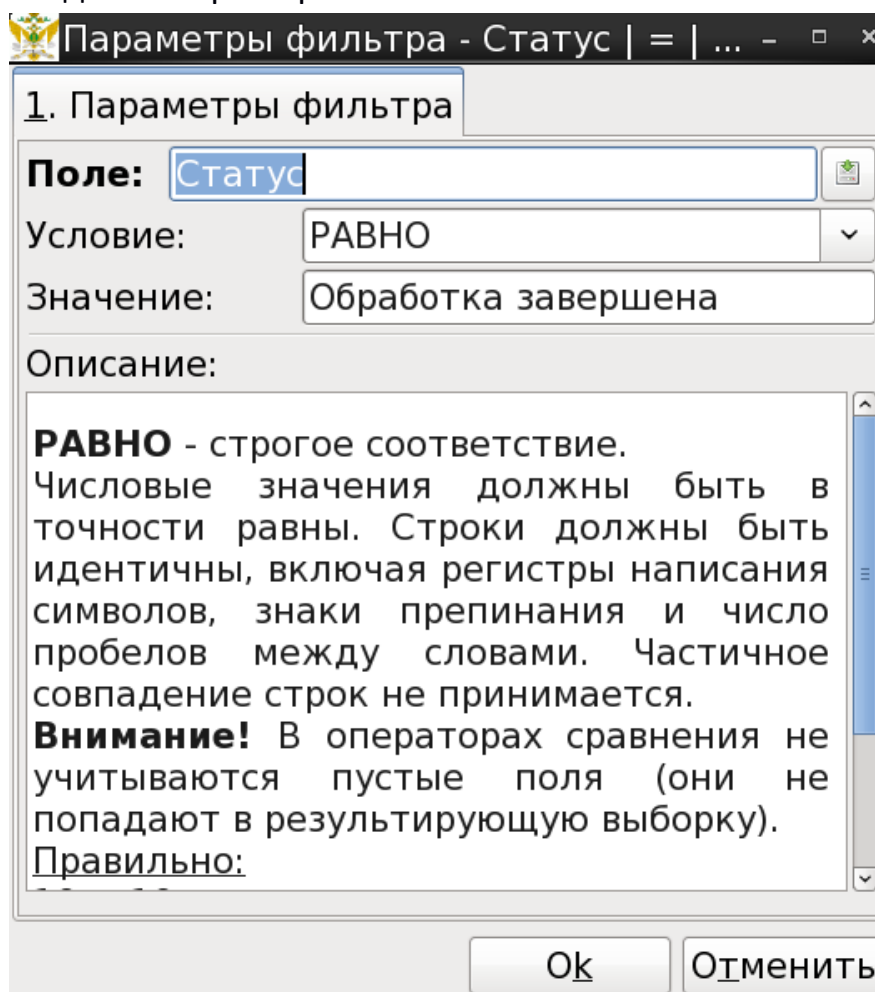 Параметры фильтра - Статус | = | ...
1. Параметры фильтра
Поле: Статус
Условие: РАВНО
Значение: Обработка завершена
Описание:
РАВНО - строгое соответствие.
Числовые значения должны быть в
точности равны. Строки должны быть
идентичны, включая регистры написания
символов, знаки препинания и число
пробелов между словами. Частичное
совпадение строк не принимается.
Внимание! В операторах сравнения не
учитываются пустые поля (они не
попадают в результирующую выборку).
Правильно:
Ok
Отменить